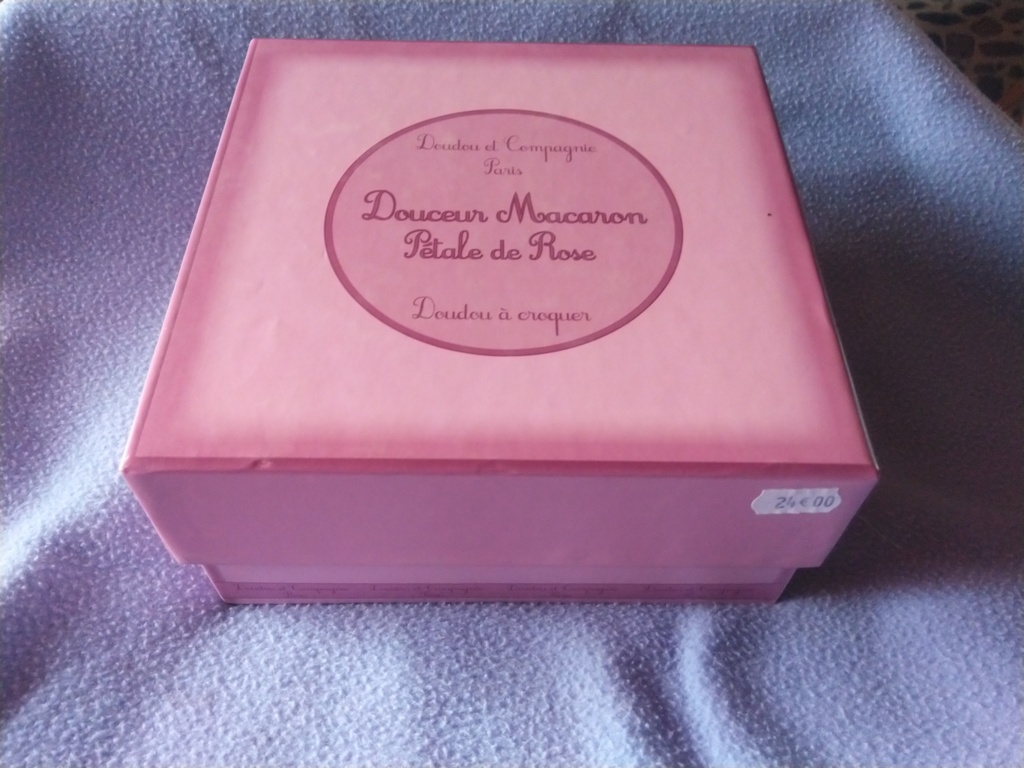 Doudou et Compagnie
Paris
Douceur Macaron
Pétale de Rose
Doudou à croquer
24€00